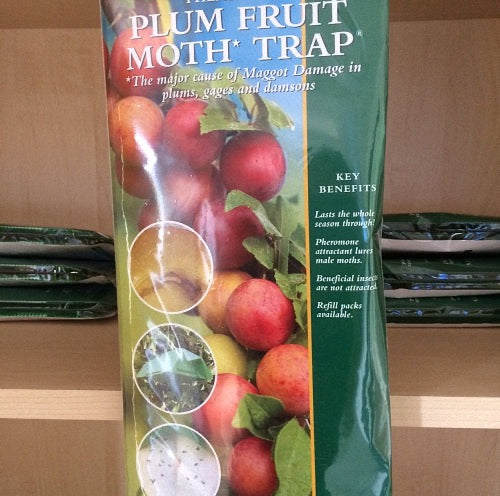 PLUM FRUIT
MOTH* TRAP®
*The major cause of Maggot Damage in
plums, gages and damsons
KEY
BENEFITS
Lasts the whole
season through!
Pheromone
attractant lures
male moths.
Beneficial insects
are not attracted.
Refill packs
available.